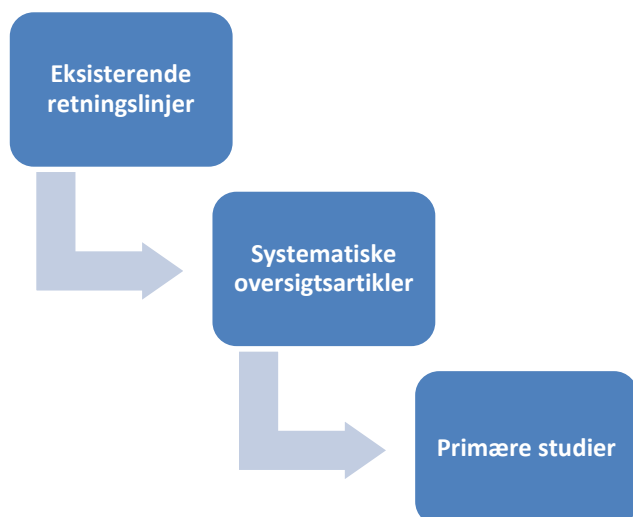 Eksisterende
retningslinjer
Systematiske
oversigtsartikler
Primære studier